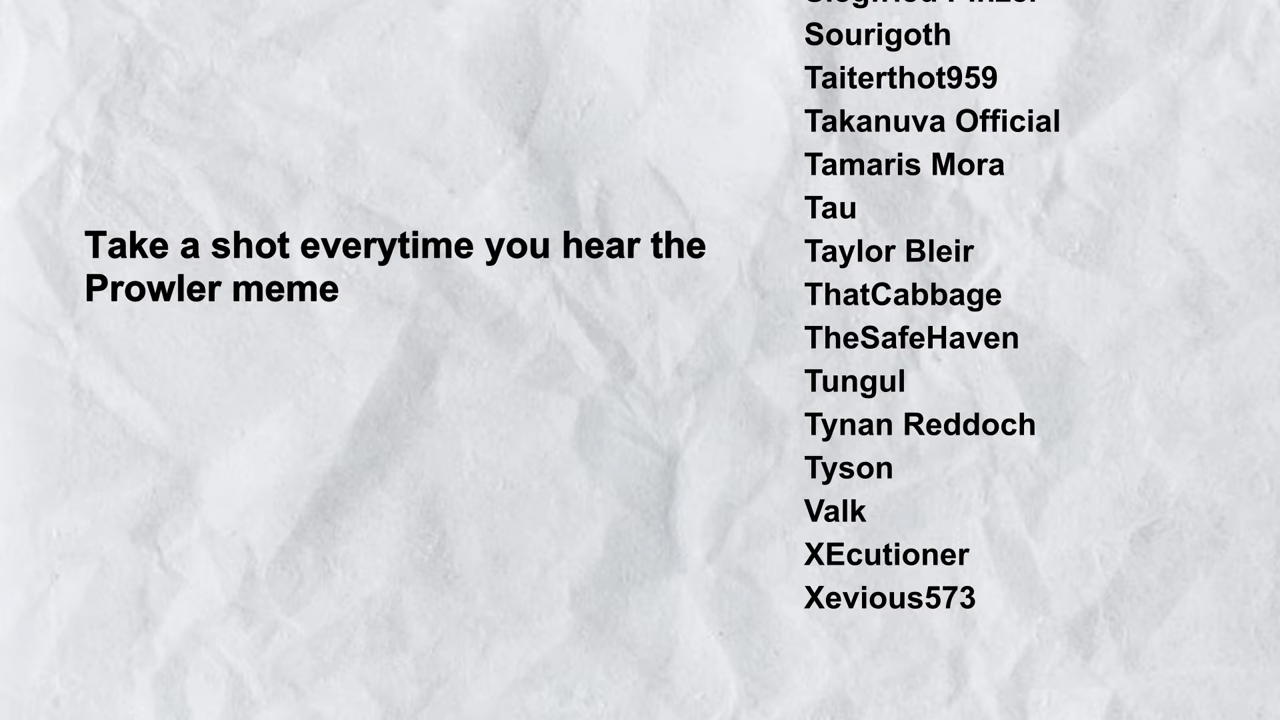 Take a shot everytime you hear the
Prowler meme
Sourigoth
Taiterthot959
Takanuva Official
Tamaris Mora
Tau
Taylor Bleir
ThatCabbage
TheSafeHaven
Tungul
Tynan Reddoch
Tyson
Valk
XEcutioner
Xevious573